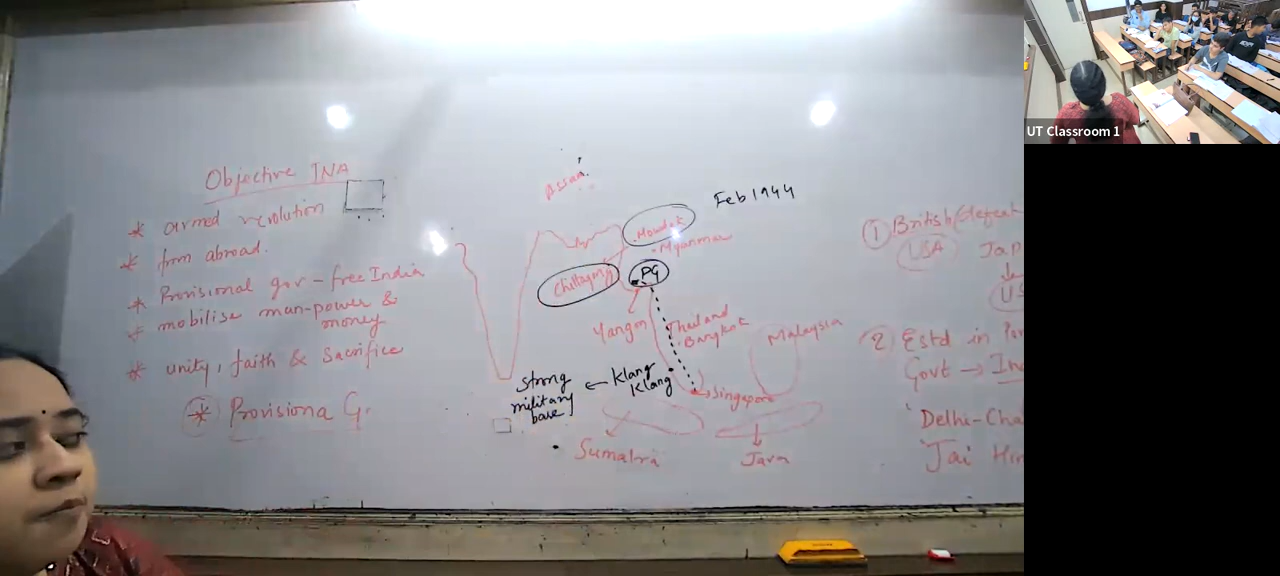 Objective INA
* armed revolution
* from abroad.
* Provisional gov - free India
* mobilise man-power &
money
* unity, faith & Sacrifice
* Provisiona G.
Assam
Feb 1944
Mowdok
Myanmar
Chittagong
PG
Yangon
Thailand
Bangkok
Malaysia
Klang
Klang
strong
military
base
Singapore
Sumatra
Java
① British
USA
Jap
US
② Estd in
Govt →
Delhi-Cha
Jai Hin
UT Classroom 1